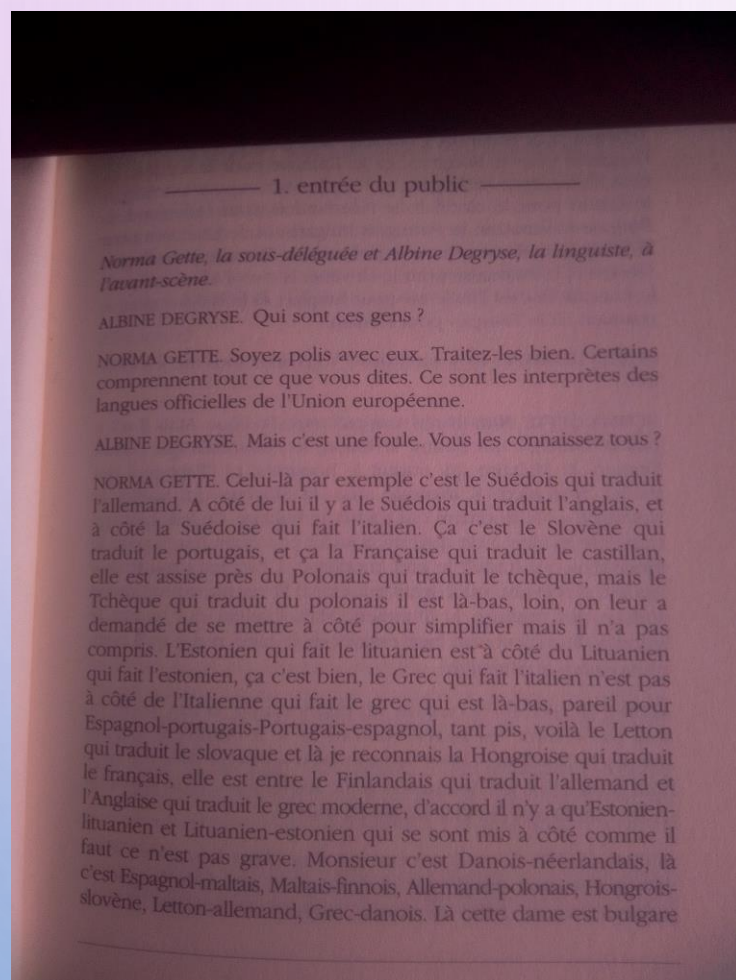 1. entrée du public
Norma Gette, la sous-déléguée et Albine Degryse, la linguiste, à
l'avant-scène.
ALBINE DEGRYSE. Qui sont ces gens ?
NORMA GETTE. Soyez polis avec eux. Traitez-les bien. Certains
comprennent tout ce que vous dites. Ce sont les interprètes des
langues officielles de l'Union européenne.
ALBINE DEGRYSE. Mais c'est une foule. Vous les connaissez tous ?
NORMA GETTE. Celui-là par exemple c'est le Suédois qui traduit
l'allemand. A côté de lui il y a le Suédois qui traduit l'anglais, et
à côté la Suédoise qui fait l'italien. Ça c'est le Slovène qui
traduit le portugais, et ça la Française qui traduit le castillan,
elle est assise près du Polonais qui traduit le tchèque, mais le
Tchèque qui traduit du polonais il est là-bas, loin, on leur a
demandé de se mettre à côté pour simplifier mais il n'a pas
compris. L'Estonien qui fait le lituanien est à côté du Lituanien
qui fait l'estonien, ça c'est bien, le Grec qui fait l'italien n'est pas
à côté de l'Italienne qui fait le grec qui est là-bas, pareil pour
Espagnol-portugais-Portugais-espagnol, tant pis, voilà le Letton
qui traduit le slovaque et là je reconnais la Hongroise qui traduit
le français, elle est entre le Finlandais qui traduit l'allemand et
l'Anglaise qui traduit le grec moderne, d'accord il n'y a qu'Estonien-
lituanien et Lituanien-estonien qui se sont mis à côté comme il
faut ce n'est pas grave. Monsieur c'est Danois-néerlandais, là
c'est Espagnol-maltais, Maltais-finnois, Allemand-polonais, Hongrois-
slovène, Letton-allemand, Grec-danois. Là cette dame est bulgare